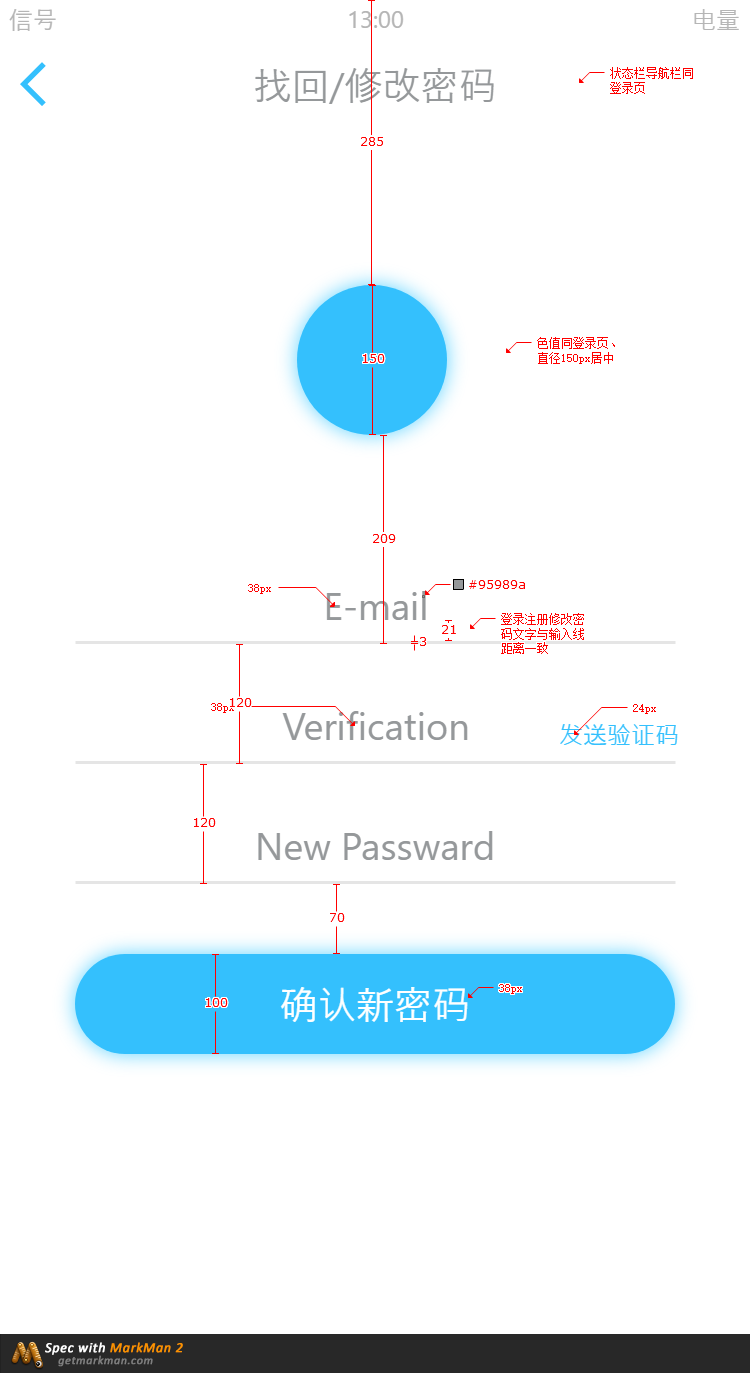 信号 13:00 电量
找回/修改密码
状态栏导航栏同
登录页
285
150
色值同登录页、
直径150px居中
209
38px
#95989a
E-mail
21
3
登录注册修改密
码文字与输入线
距离一致
120
38px
24px
Verification
发送验证码
120
New Passward
70
100
确认新密码
38px
Spec with MarkMan 2
getmarkman.com